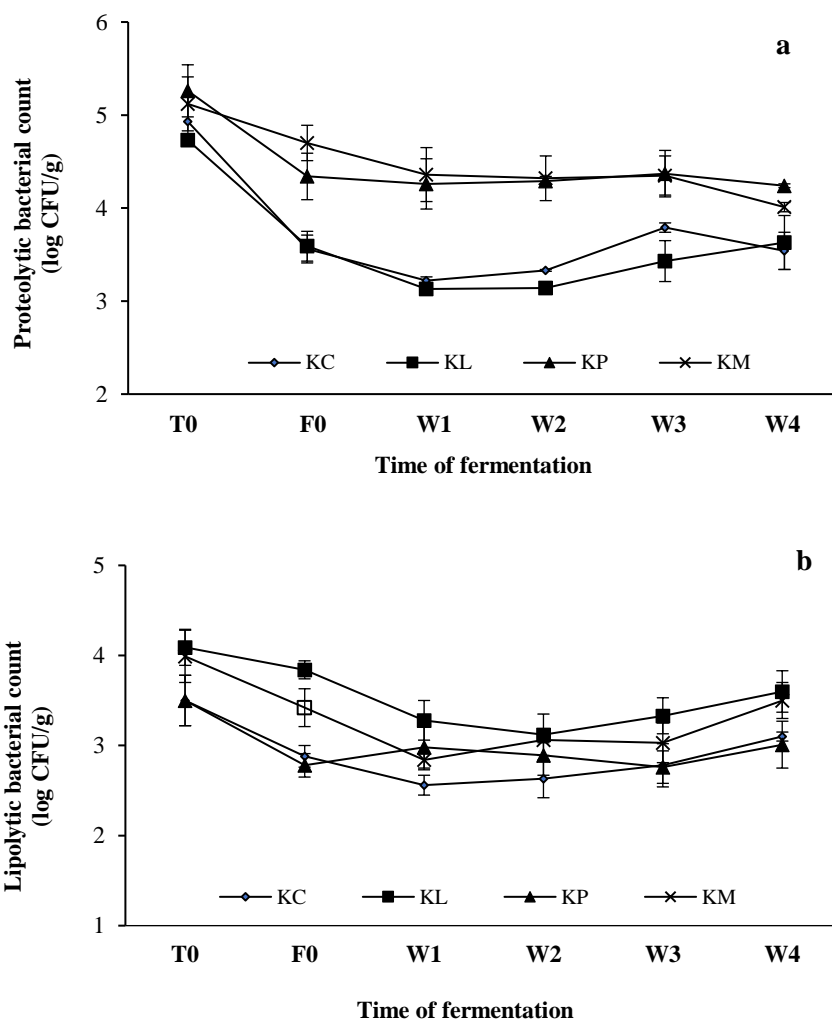 a
Proteolytic bacterial count
(log CFU/g)
6
5
4
3
2
KC KL KP KM
T0 F0 W1 W2 W3 W4
Time of fermentation
b
Lipolytic bacterial count
(log CFU/g)
5
4
3
2
1
KC KL KP KM
T0 F0 W1 W2 W3 W4
Time of fermentation